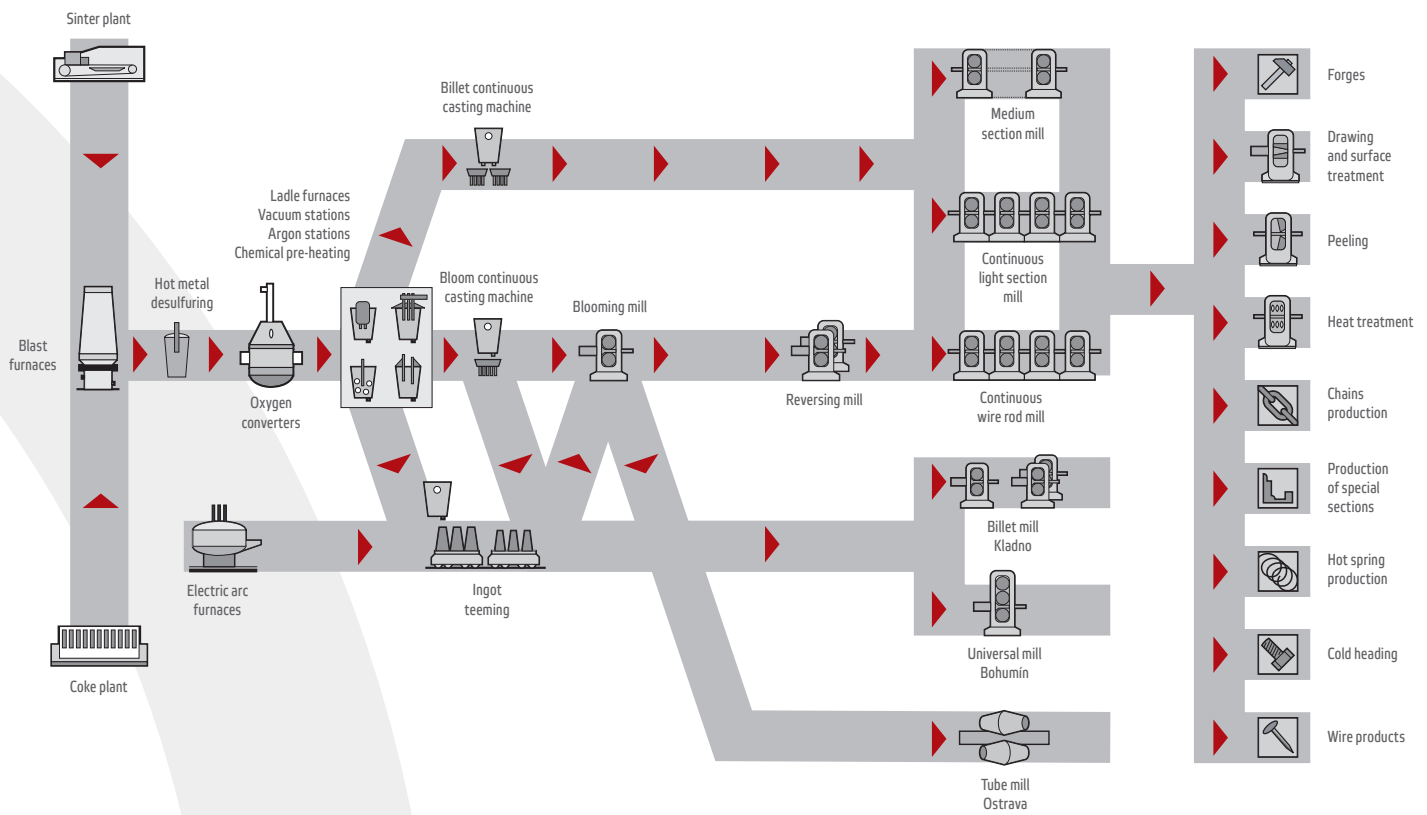 Sinter plant
Billet continuous
casting machine
Medium
section mill
Forges
Drawing
and surface
treatment
Ladle furnaces
Vacuum stations
Argon stations
Chemical pre-heating
Peeling
Continuous
light section
mill
Hot metal
desulfuring
Bloom continuous
casting machine
Blooming mill
Heat treatment
Blast
furnaces
Oxygen
converters
Reversing mill
Continuous
wire rod mill
Chains
production
Production
of special
sections
Billet mill
Kladno
Electric arc
furnaces
Ingot
teeming
Hot spring
production
Universal mill
Bohumín
Cold heading
Coke plant
Wire products
Tube mill
Ostrava